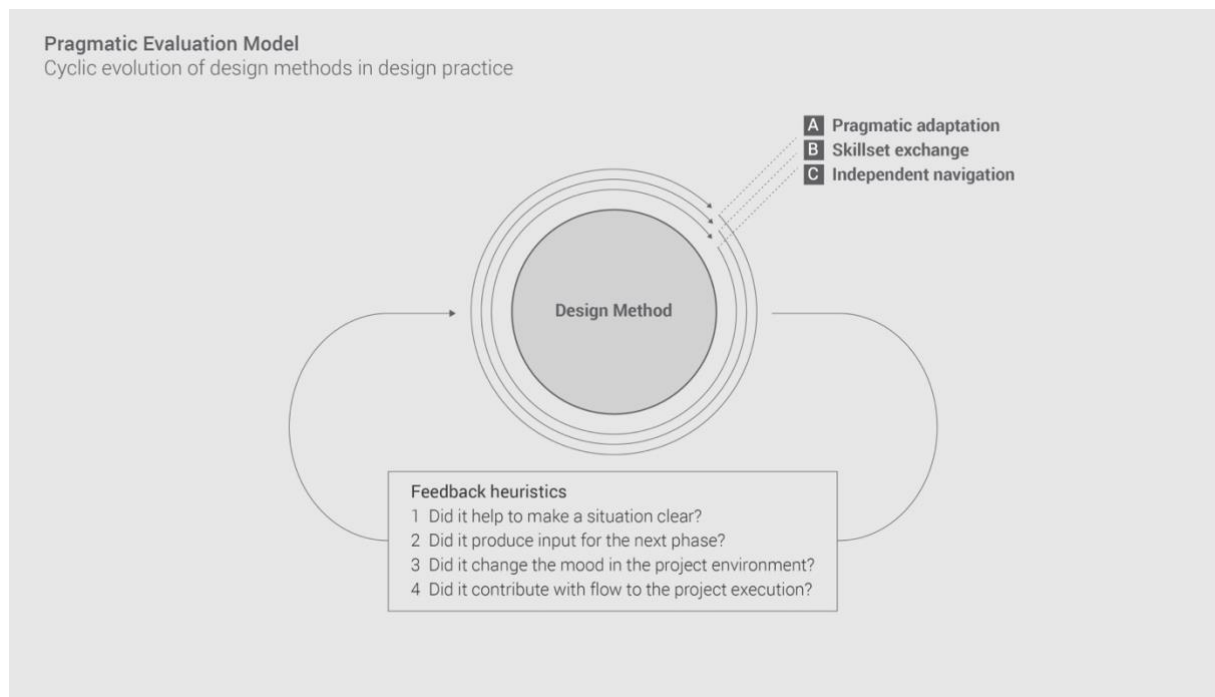 Pragmatic Evaluation Model
Cyclic evolution of design methods in design practice
A Pragmatic adaptation
B Skillset exchange
C Independent navigation
Design Method
Feedback heuristics
1 Did it help to make a situation clear?
2 Did it produce input for the next phase?
3 Did it change the mood in the project environment?
4 Did it contribute with flow to the project execution?